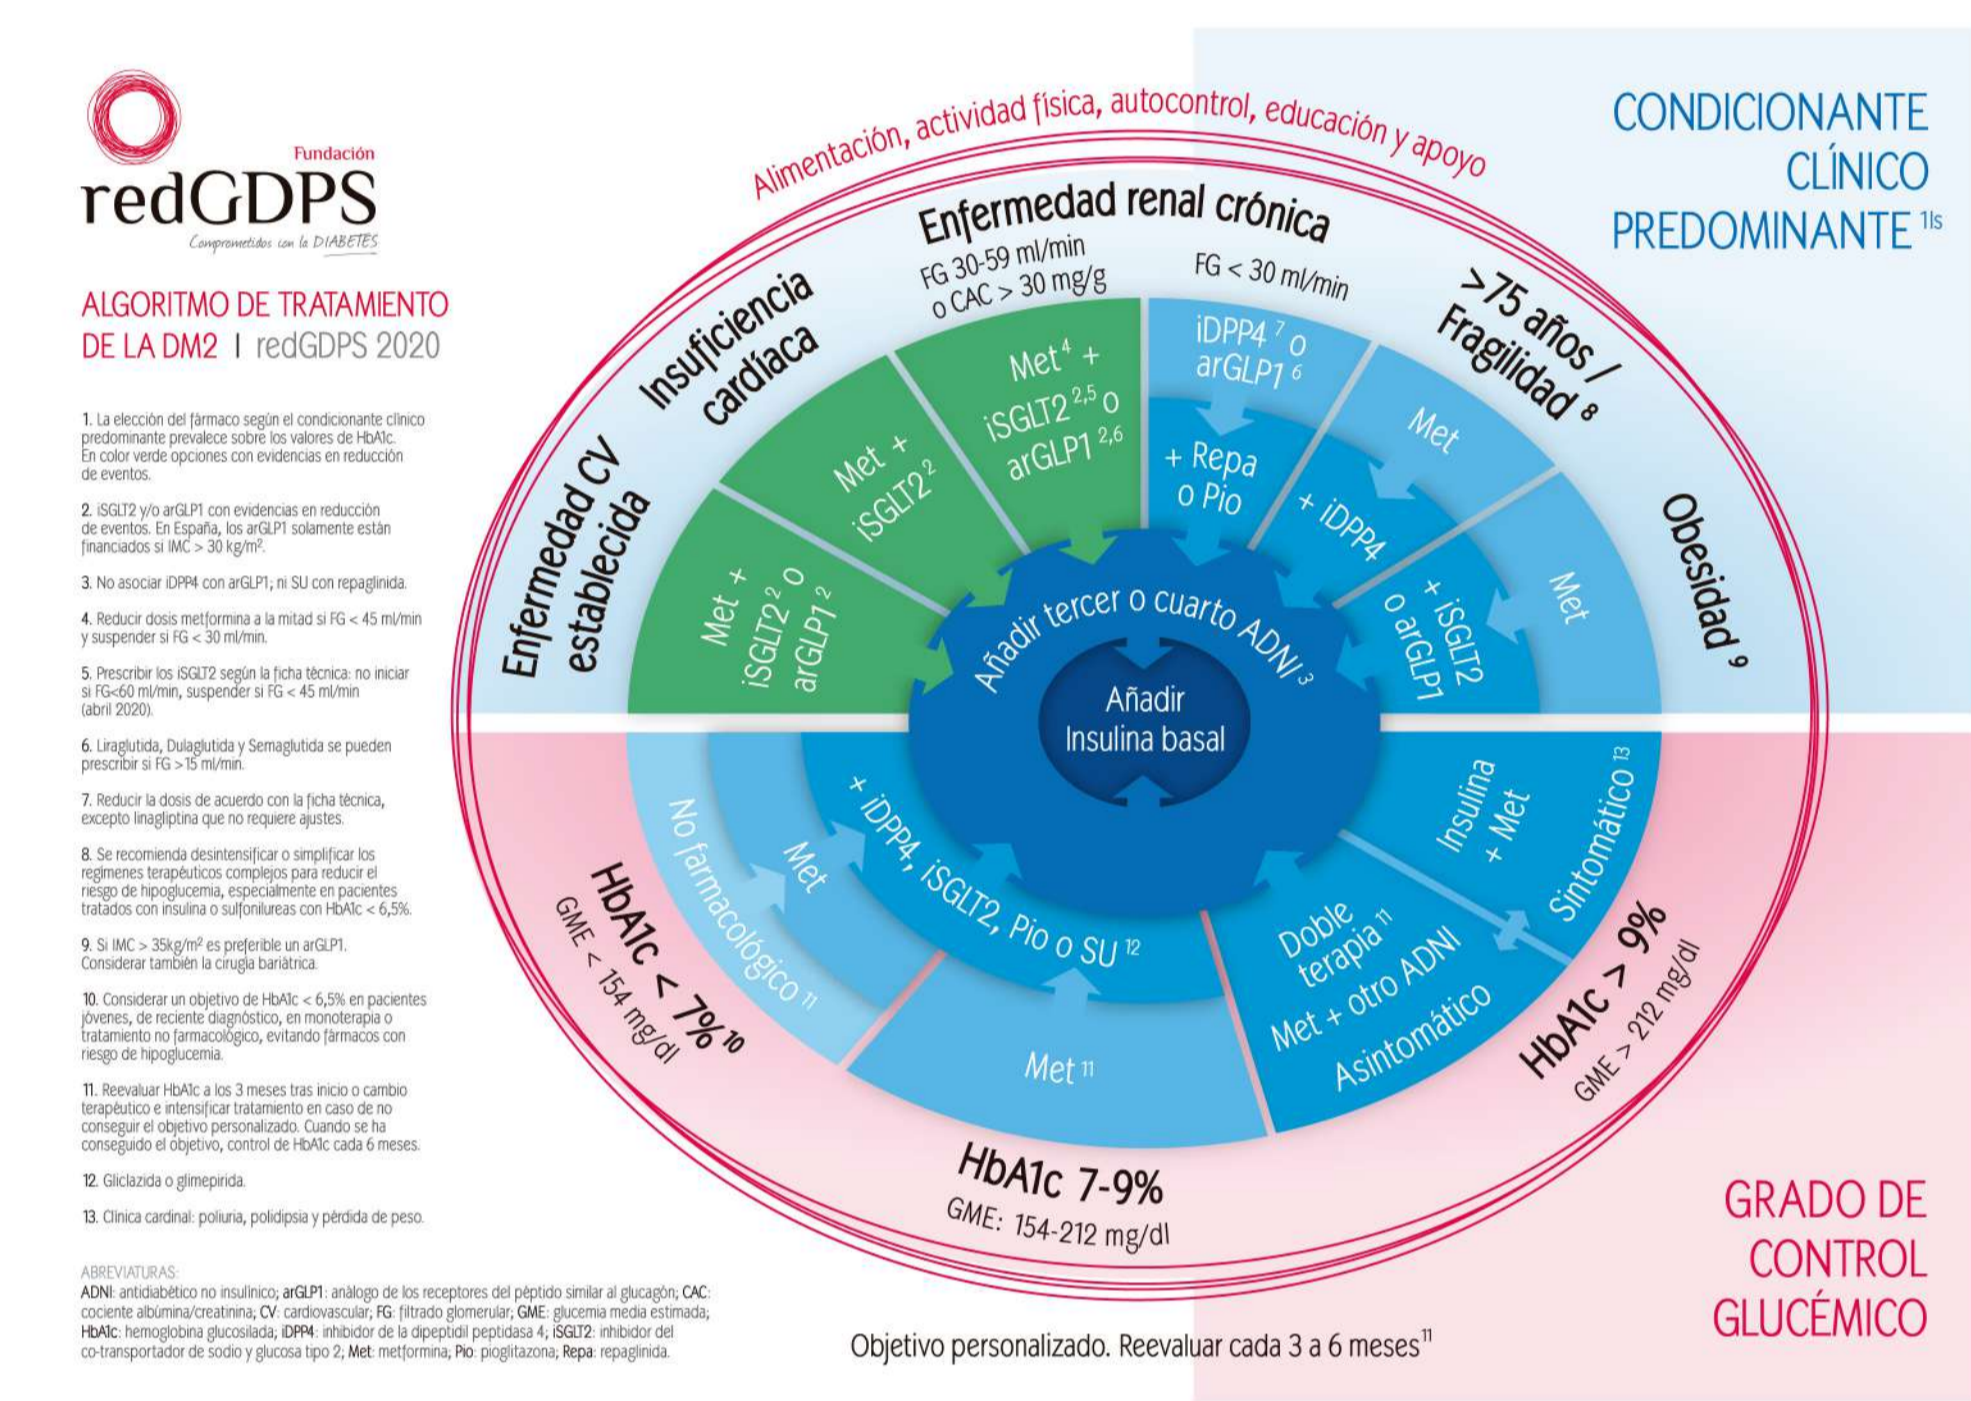 Fundación
redGDPS
Comprometidos con la DIABETES
ALGORITMO DE TRATAMIENTO
DE LA DM2 | redGDPS 2020
1. La elección del fármaco según el condicionante clínico
predominante prevalece sobre los valores de HbA1c.
En color verde opciones con evidencias en reducción
de eventos.
2. iSGLT2 y/o arGLP1 con evidencias en reducción
de eventos. En España, los arGLP1 solamente están
financiados si IMC > 30 kg/m².
3. No asociar iDPP4 con arGLP1; ni SU con repaglinida.
4. Reducir dosis metformina a la mitad si FG < 45 ml/min
y suspender si FG < 30 ml/min.
5. Prescribir los iSGLT2 según la ficha técnica: no iniciar
si FG<60 ml/min, suspender si FG < 45 ml/min
(abril 2020).
6. Liraglutida, Dulaglutida y Semaglutida se pueden
prescribir si FG >15 ml/min.
7. Reducir la dosis de acuerdo con la ficha técnica,
excepto linagliptina que no requiere ajustes.
8. Se recomienda desintensificar o simplificar los
regímenes terapéuticos complejos para reducir el
riesgo de hipoglucemia, especialmente en pacientes
tratados con insulina o sulfonilureas con HbA1c < 6,5%.
9. Si IMC > 35kg/m² es preferible un arGLP1.
Considerar también la cirugía bariátrica.
10. Considerar un objetivo de HbA1c < 6,5% en pacientes
jóvenes, de reciente diagnóstico, en monoterapia o
tratamiento no farmacológico, evitando fármacos con
riesgo de hipoglucemia.
11. Reevaluar HbA1c a los 3 meses tras inicio o cambio
terapéutico e intensificar tratamiento en caso de no
conseguir el objetivo personalizado. Cuando se ha
conseguido el objetivo, control de HbA1c cada 6 meses.
12. Gliclazida o glimepirida.
13. Clínica cardinal: poliuria, polidipsia y pérdida de peso.
ABREVIATURAS:
ADNI: antidiabético no insulínico; arGLP1: análogo de los receptores del péptido similar al glucagón; CAC:
cociente albúmina/creatinina; CV: cardiovascular; FG: filtrado glomerular; GME: glucemia media estimada;
HbA1c: hemoglobina glucosilada; iDPP4: inhibidor de la dipeptidil peptidasa 4; iSGLT2: inhibidor del
co-transportador de sodio y glucosa tipo 2; Met: metformina; Pio: pioglitazona; Repa: repaglinida.
Alimentación, actividad física, autocontrol, educación y apoyo
CONDICIONANTE
CLÍNICO
PREDOMINANTE 1ls
Enfermedad CV
establecida
Met +
iSGLT2 2 o
arGLP1 2
Insuficiencia
cardíaca
Met +
iSGLT2 2
Enfermedad renal crónica
FG 30-59 ml/min
o CAC > 30 mg/g
Met 4 +
iSGLT2 2,5 o
arGLP1 2,6
FG < 30 ml/min
iDPP4 7 o
arGLP1 6
+ Repa
o Pio
>75 años /
Fragilidad 8
Met
+ iDPP4
Obesidad 9
Met
+ iSGLT2
o arGLP1
Añadir tercer o cuarto ADNI 3
Añadir
Insulina basal
HbA1c < 7% 10
GME < 154 mg/dl
No farmacológico 11
Met
+ iDPP4, iSGLT2, Pio o SU 12
Met 11
HbA1c 7-9%
GME: 154-212 mg/dl
Doble
terapia 11
Met + otro ADNI
Asintomático
Insulina
+ Met
Sintomático 13
HbA1c > 9%
GME > 212 mg/dl
GRADO DE
CONTROL
GLUCÉMICO
Objetivo personalizado. Reevaluar cada 3 a 6 meses 11